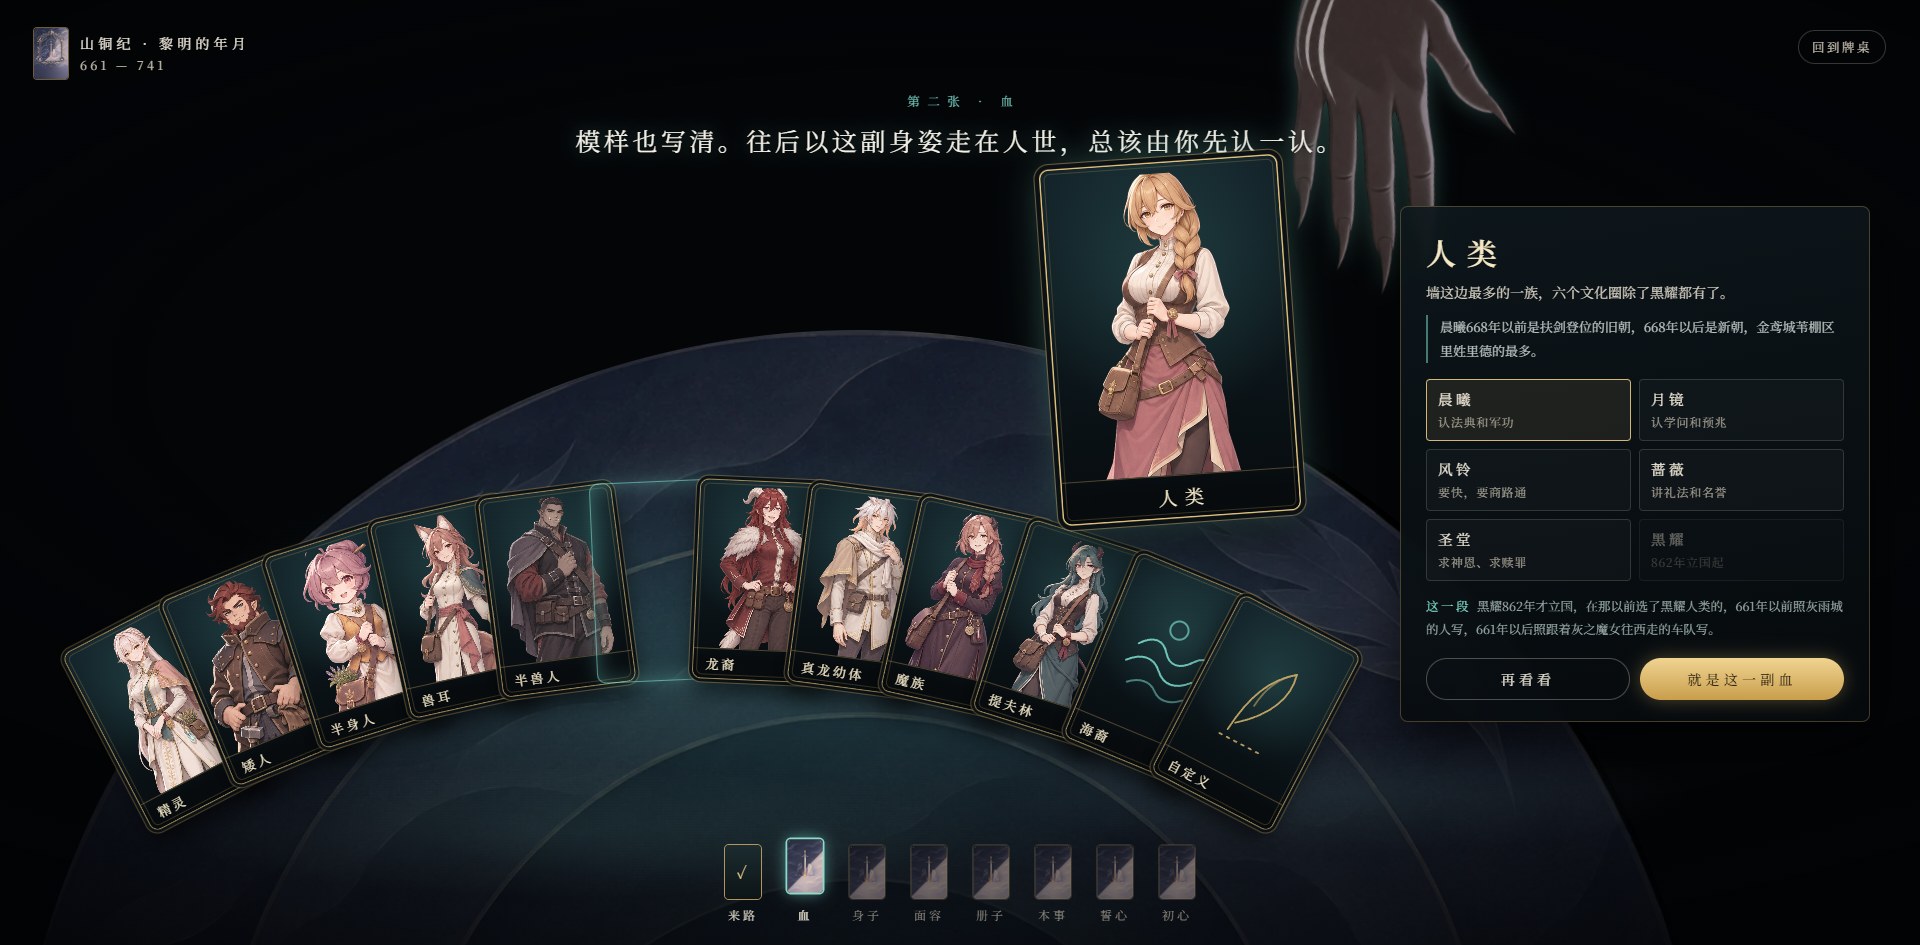 山铜纪 · 黎明的年月
661 — 741
回到牌桌
第二张 · 血
模样也写清。往后以这副身姿走在人世，总该由你先认一认。
人类
精灵
矮人
半身人
兽耳
半兽人
龙裔
真龙幼体
魔族
提夫林
海裔
自定义
人类
墙这边最多的一族，六个文化圈除了黑耀都有了。
晨曦668年以前是扶剑登位的旧朝，668年以后是新朝，金鸢城苇棚区
里姓里德的最多。
晨曦
认法典和军功
月镜
认学问和预兆
风铃
要快，要商路通
蔷薇
讲礼法和名誉
圣堂
求神恩、求赎罪
黑耀
862年立国起
这一段 黑耀862年才立国，在那以前选了黑耀人类的，661年以前照灰雨城
的人写，661年以后照跟着灰之魔女往西走的车队写。
再看看
就是这一副血
✓
来路
血
身子
面容
册子
本事
誓心
初心